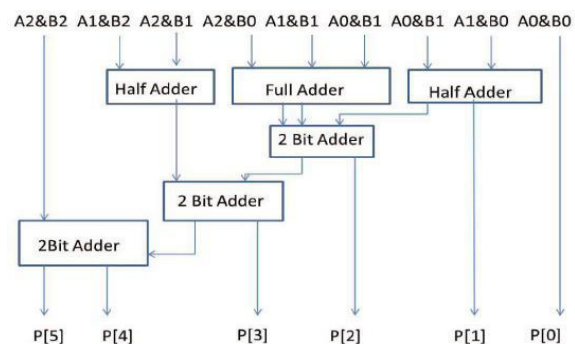 A2&B2 A1&B2 A2&B1 A2&B0 A1&B1 A0&B1 A0&B1 A1&B0 A0&B0
Half Adder Full Adder Half Adder
2 Bit Adder
2 Bit Adder
2Bit Adder
P[5] P[4] P[3] P[2] P[1] P[0]